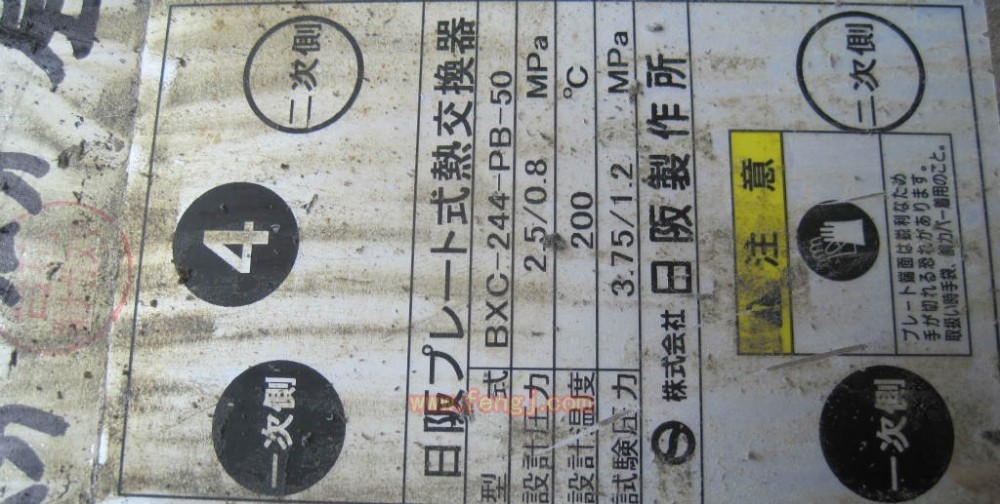 二次側
4
一次側
日阪プレート式熱交換器
型式 BXC-244-PB-50
設計圧力 2.5/0.8 MPa
設計温度 200 ℃
試験圧力 3.75/1.2 MPa
株式会社 日阪製作所
二次側
注意
プレート端面は鋭利なため
手が切れる恐れがあります。
取扱い時手袋、腕カバー着用のこと。
一次側
www.fengj.com